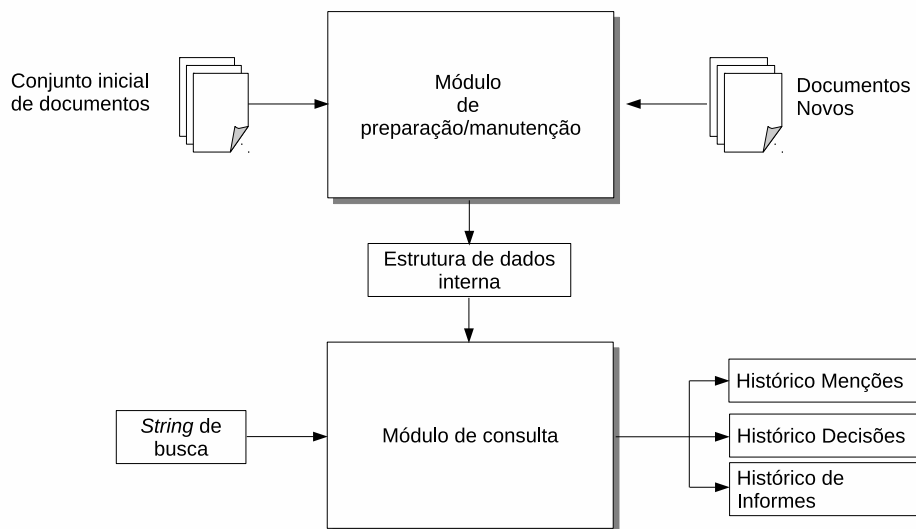 Conjunto inicial
de documentos
Módulo
de
preparação/manutenção
Documentos
Novos
Estrutura de dados
interna
String de
busca
Módulo de consulta
Histórico Menções
Histórico Decisões
Histórico de
Informes